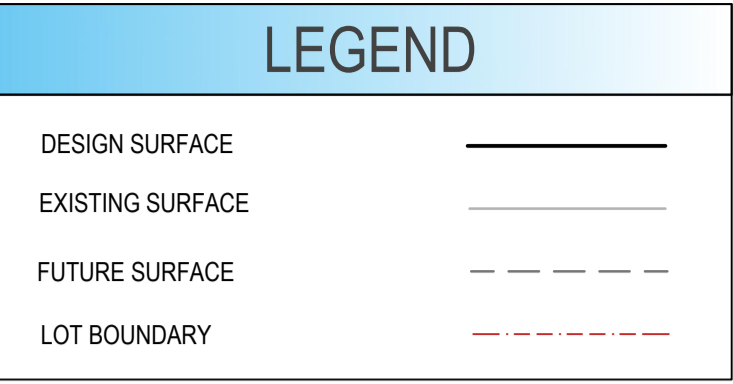 LEGEND
DESIGN SURFACE
EXISTING SURFACE
FUTURE SURFACE
LOT BOUNDARY